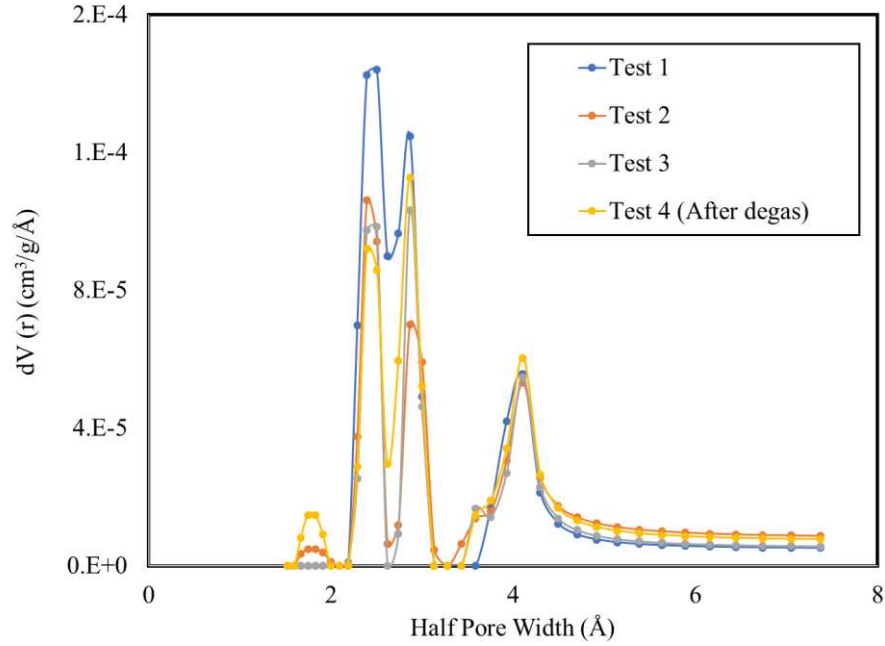 2.E-4
1.E-4
8.E-5
4.E-5
0.E+0
dV (r) (cm³/g/Å)
Test 1
Test 2
Test 3
Test 4 (After degas)
0
2
4
6
8
Half Pore Width (Å)